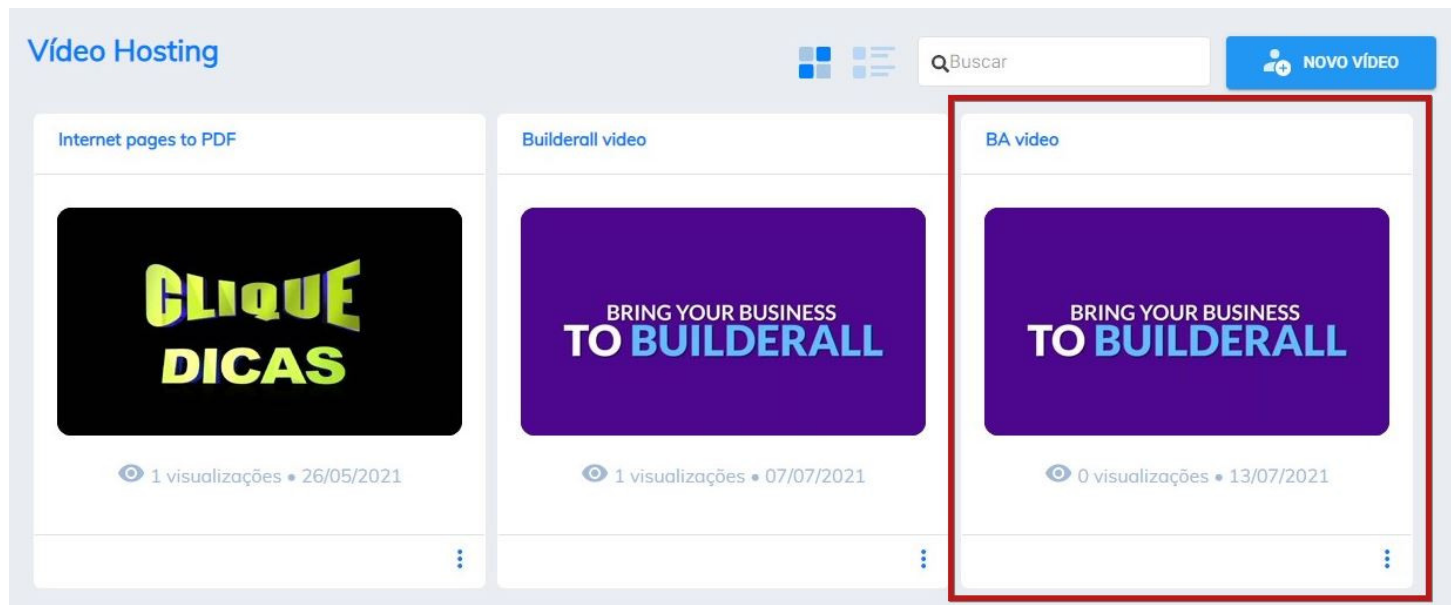 Vídeo Hosting
Buscar
NOVO VÍDEO
Internet pages to PDF
Builderall video
BA video
CLIQUE
DICAS
BRING YOUR BUSINESS
TO BUILDERALL
BRING YOUR BUSINESS
TO BUILDERALL
1 visualizações • 26/05/2021
1 visualizações • 07/07/2021
0 visualizações • 13/07/2021